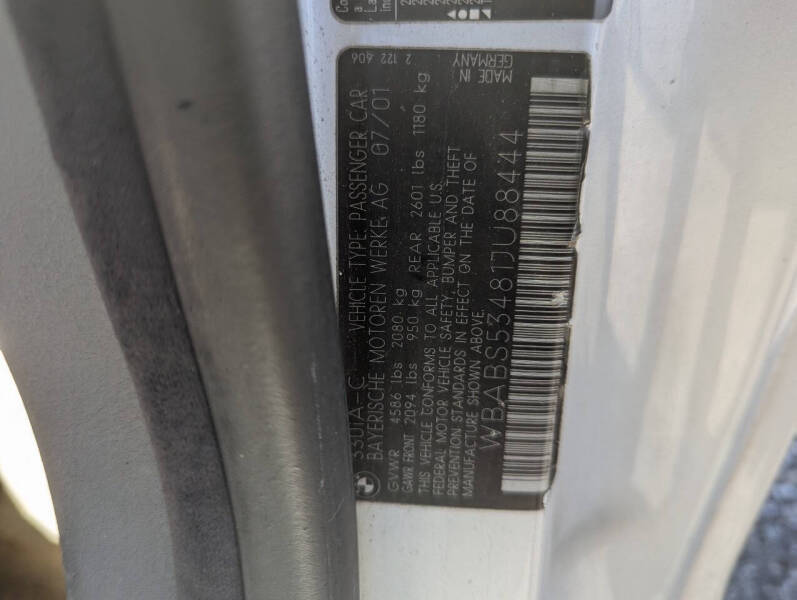 330iA-C VEHICLE TYPE: PASSENGER CAR
BAYERISCHE MOTOREN WERKE AG 07/01
GVWR 4586 lbs 2080 kg
GAWR FRONT 2094 lbs 950 kg REAR 2601 lbs 1180 kg
THIS VEHICLE CONFORMS TO ALL APPLICABLE U.S.
FEDERAL MOTOR VEHICLE SAFETY, BUMPER AND THEFT
PREVENTION STANDARDS IN EFFECT ON THE DATE OF
MANUFACTURE SHOWN ABOVE.
WBABS53481JU88444
2 122 606
MADE IN
GERMANY